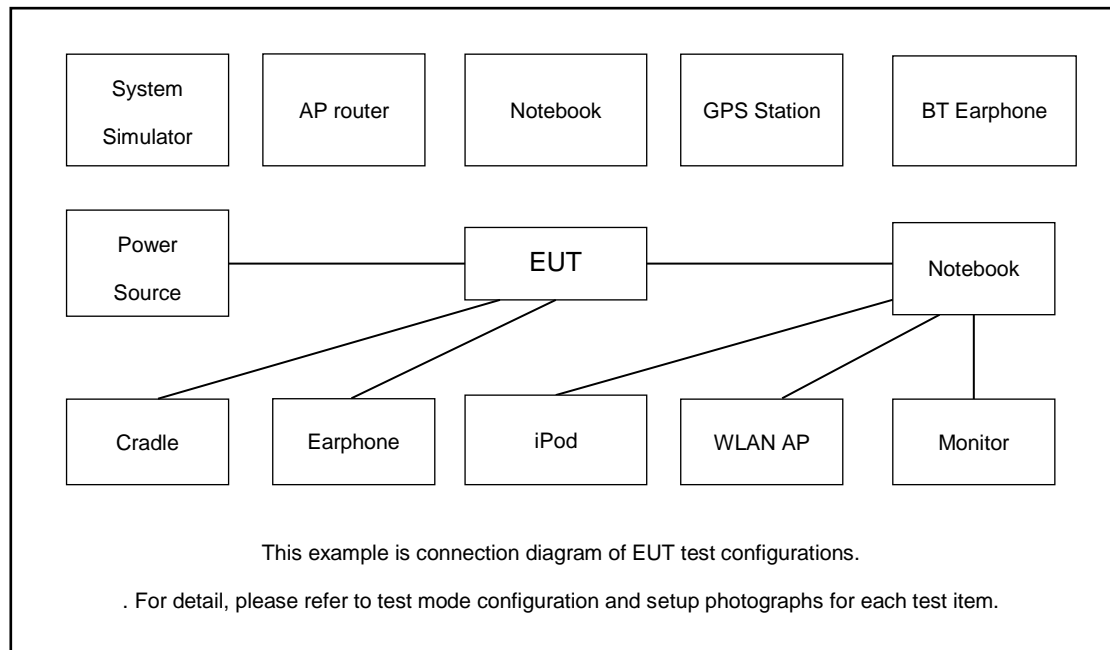 System
Simulator
AP router
Notebook
GPS Station
BT Earphone
Power
Source
EUT
Notebook
Cradle
Earphone
iPod
WLAN AP
Monitor
This example is connection diagram of EUT test configurations.
. For detail, please refer to test mode configuration and setup photographs for each test item.